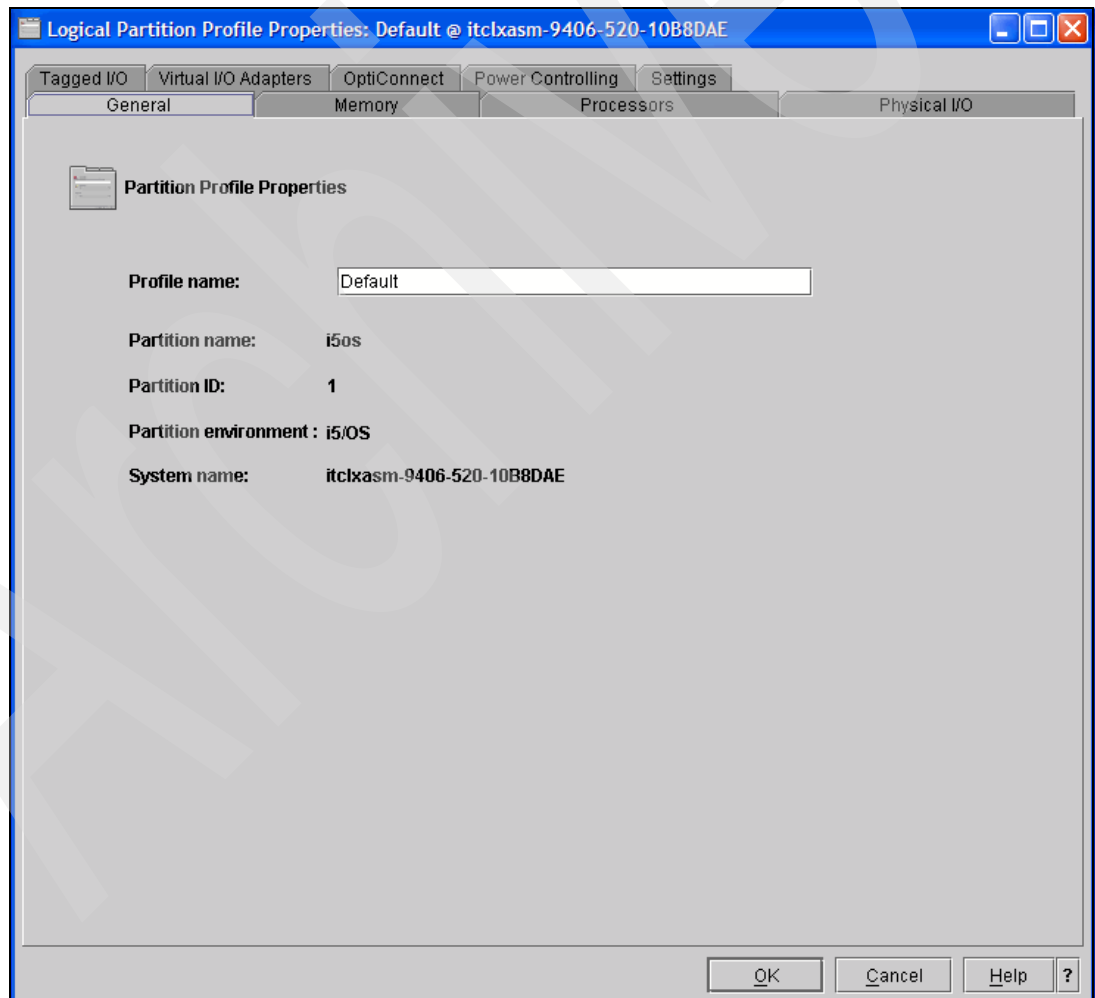 Logical Partition Profile Properties: Default @ itclxasm-9406-520-10B8DAE
Tagged I/O Virtual I/O Adapters OptiConnect Power Controlling Settings
General Memory Processors Physical I/O
Partition Profile Properties
Profile name: Default
Partition name: i5os
Partition ID: 1
Partition environment : i5/OS
System name: itclxasm-9406-520-10B8DAE
OK Cancel Help ?